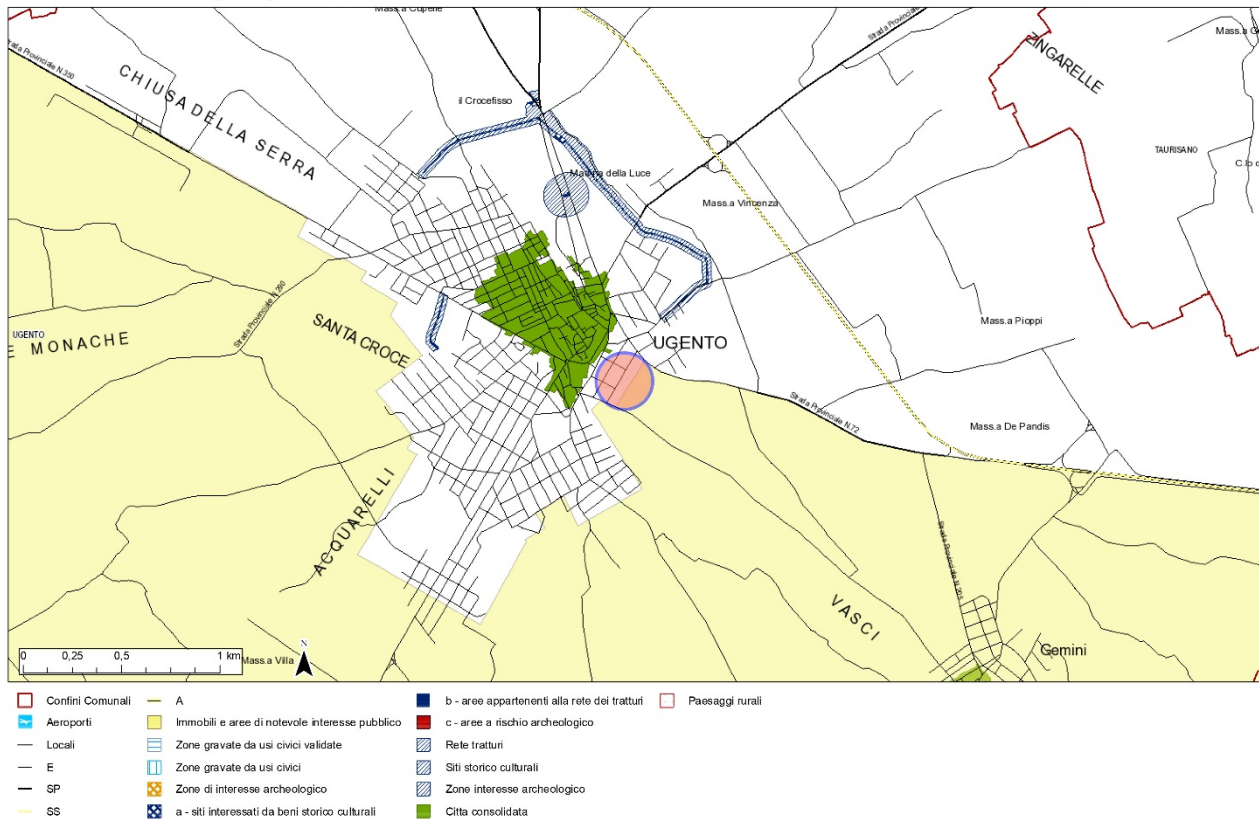 Mass.a Cupelle
Strada Provinciale N.350
CHIUSA DELLA SERRA
il Crocefisso
Strada Provinciale
ZINGARELLE
TAURISANO
Madonna della Luce
Mass.a Vincenza
Strada Provinciale N.290
UGENTO
E MONACHE
SANTA CROCE
UGENTO
Mass.a Pioppi
Strada Provinciale N.72
Mass.a De Pandis
ACQUARELLI
VASCI
Gemini
Mass.a Villa
N
0 0,25 0,5 1 km
Confini Comunali
Aeroporti
Locali
E
SP
SS
A
Immobili e aree di notevole interesse pubblico
Zone gravate da usi civici validate
Zone gravate da usi civici
Zone di interesse archeologico
a - siti interessati da beni storico culturali
b - aree appartenenti alla rete dei tratturi
c - aree a rischio archeologico
Rete tratturi
Siti storico culturali
Zone interesse archeologico
Citta consolidata
Paesaggi rurali